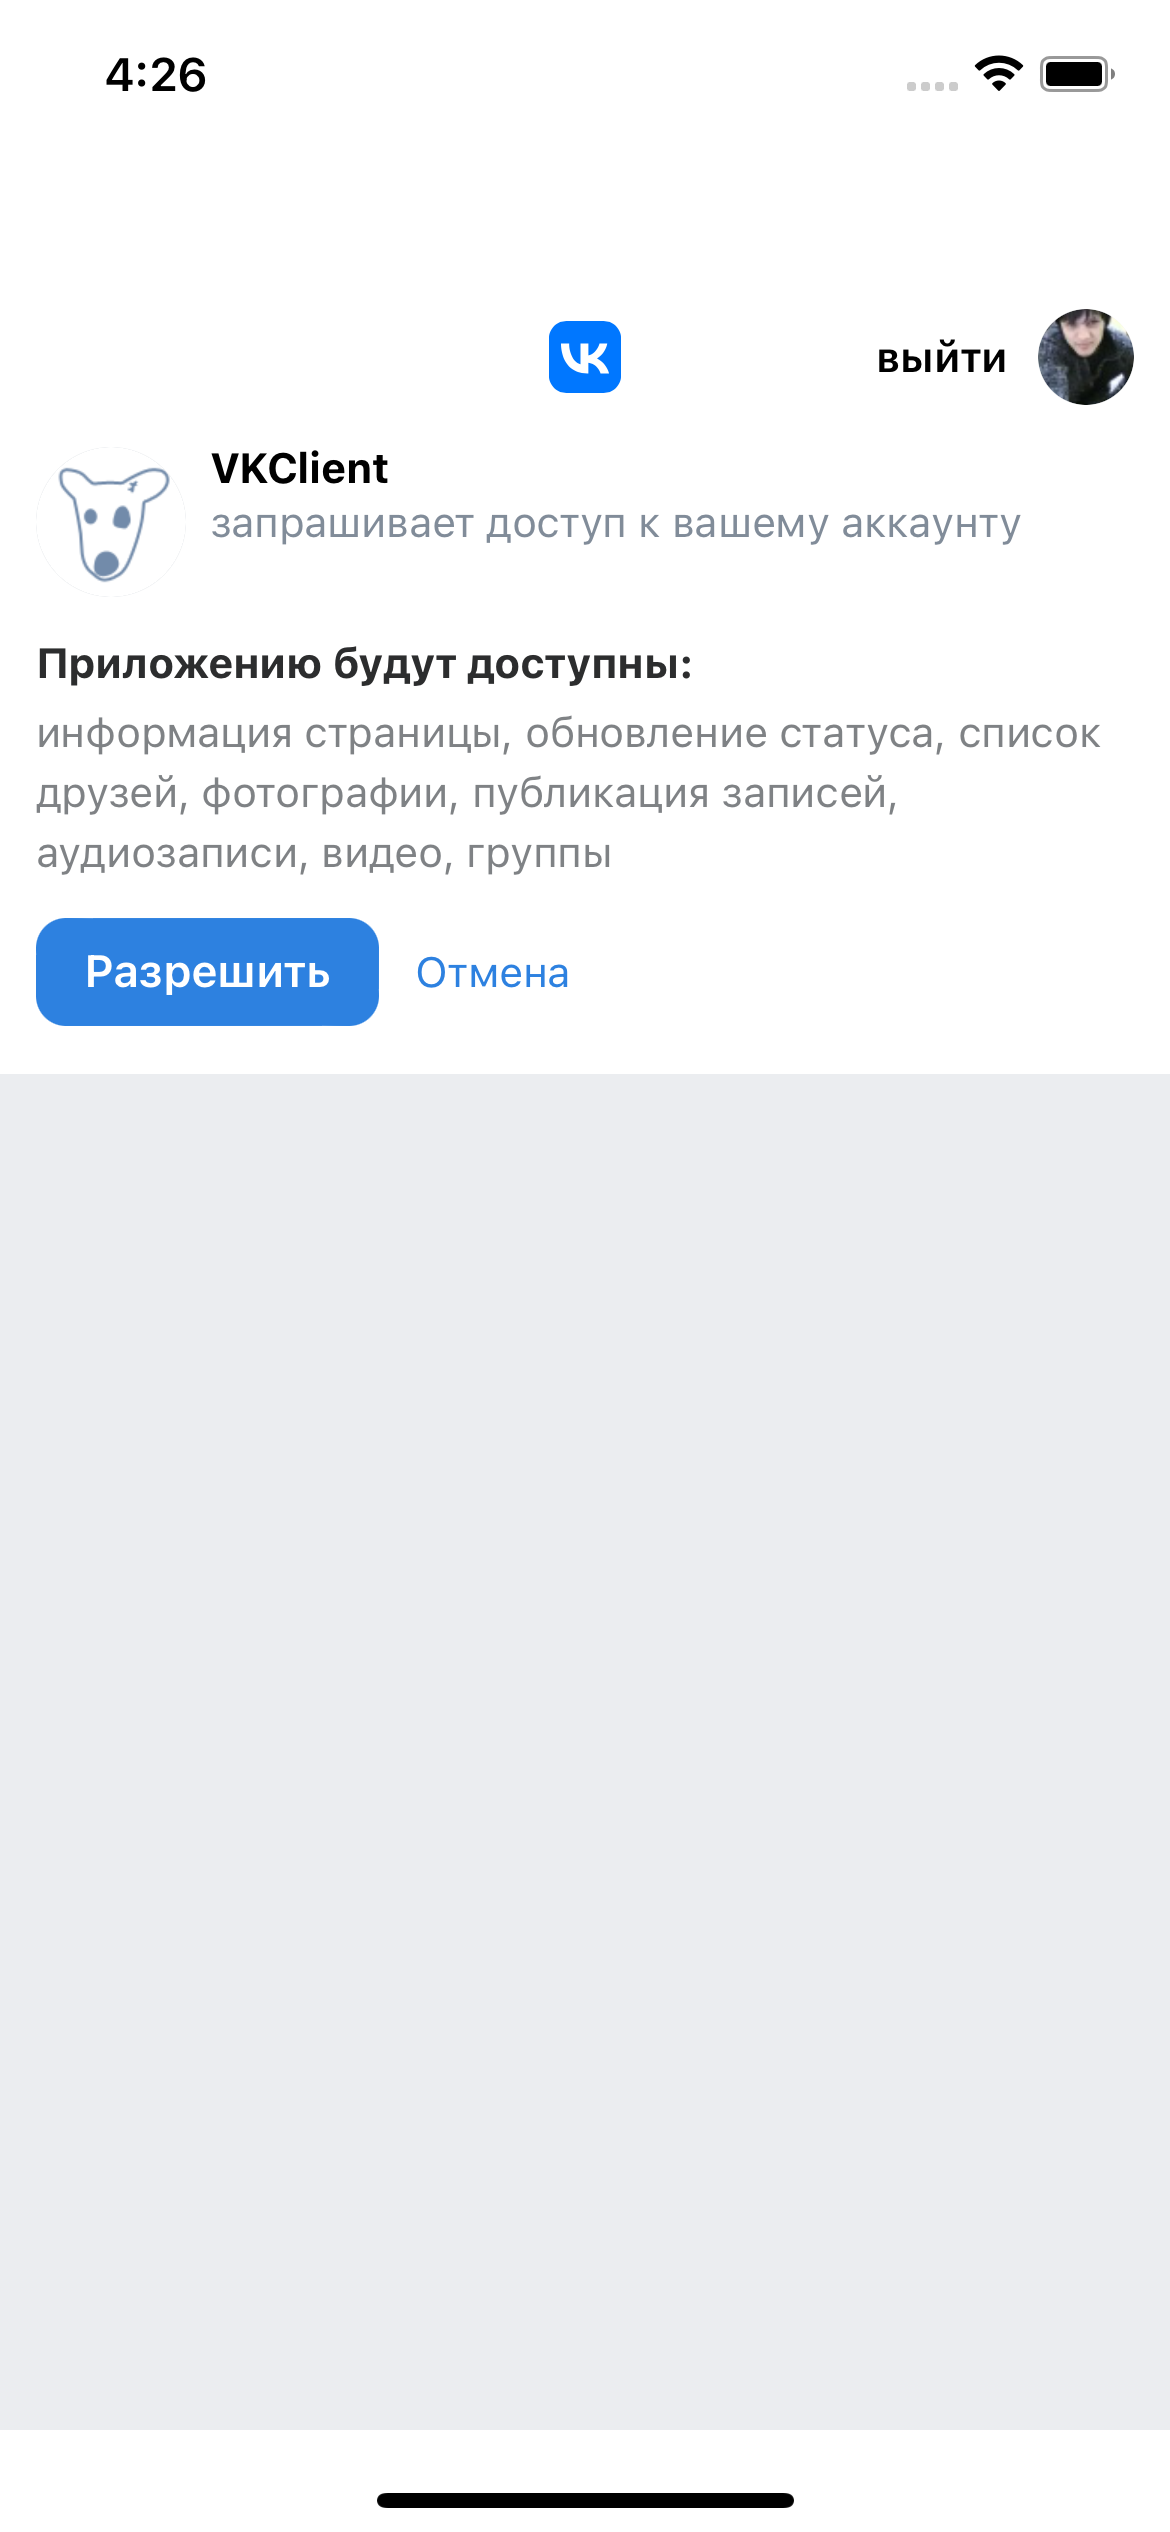 4:26
VK
выйти
VKClient
запрашивает доступ к вашему аккаунту
Приложению будут доступны:
информация страницы, обновление статуса, список
друзей, фотографии, публикация записей,
аудиозаписи, видео, группы
Разрешить
Отмена